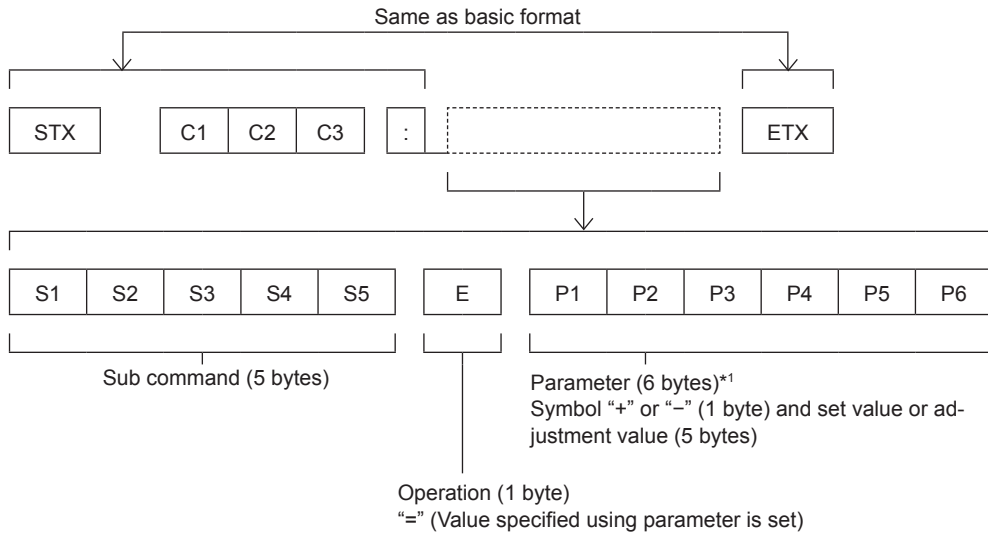 Same as basic format
STX C1 C2 C3 : ETX
S1 S2 S3 S4 S5 E P1 P2 P3 P4 P5 P6
Sub command (5 bytes)
Parameter (6 bytes)*1
Symbol “+” or “−” (1 byte) and set value or ad-
justment value (5 bytes)
Operation (1 byte)
“=” (Value specified using parameter is set)